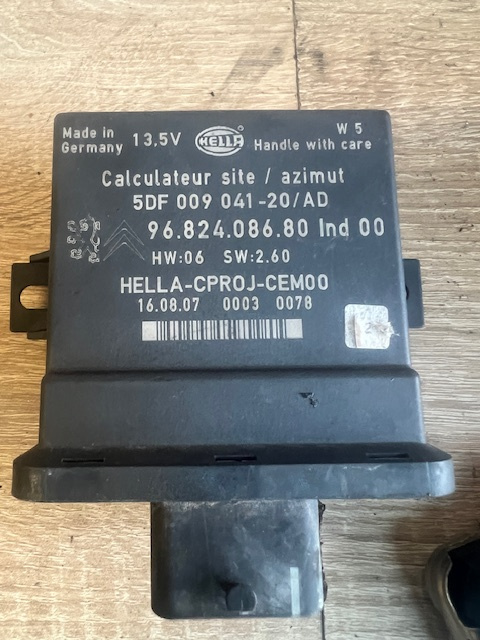 Made in
Germany
13,5V
HELLA
W 5
Handle with care
Calculateur site / azimut
5DF 009 041-20/AD
96.824.086.80 Ind 00
HW:06 SW:2.60
HELLA-CPROJ-CEM00
16.08.07 0003 0078